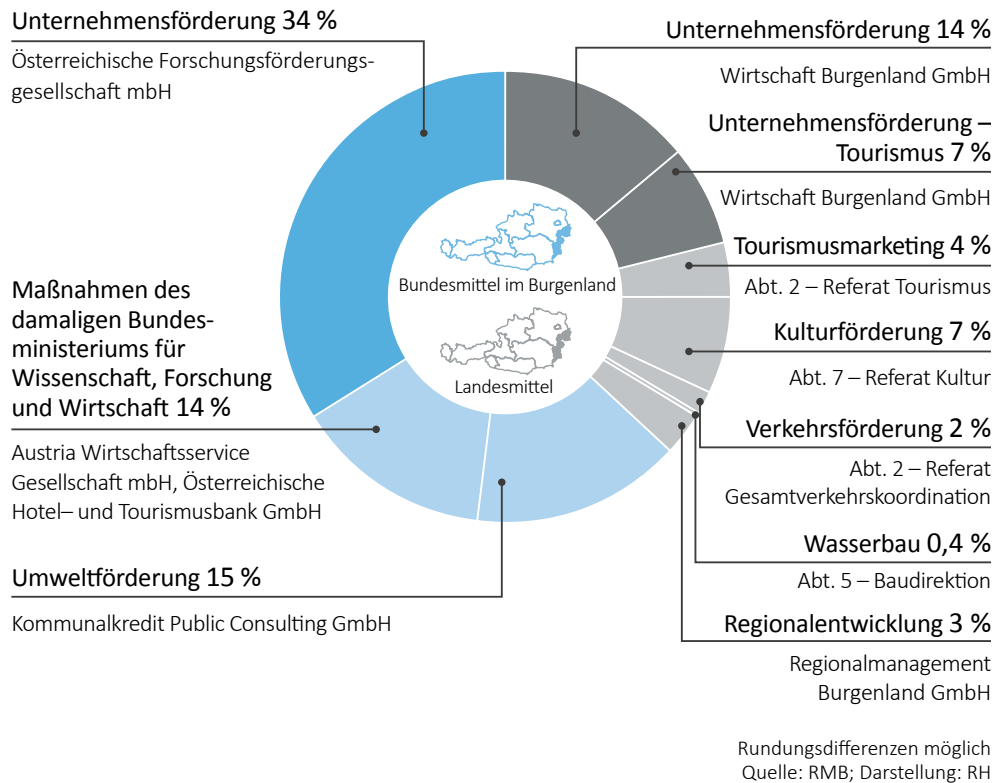 Unternehmensförderung 34 %
Österreichische Forschungsförderungs-
gesellschaft mbH
Maßnahmen des
damaligen Bundes-
ministeriums für
Wissenschaft, Forschung
und Wirtschaft 14 %
Austria Wirtschaftsservice
Gesellschaft mbH, Österreichische
Hotel– und Tourismusbank GmbH
Umweltförderung 15 %
Kommunalkredit Public Consulting GmbH
Bundesmittel im Burgenland
Landesmittel
Unternehmensförderung 14 %
Wirtschaft Burgenland GmbH
Unternehmensförderung –
Tourismus 7 %
Wirtschaft Burgenland GmbH
Tourismusmarketing 4 %
Abt. 2 – Referat Tourismus
Kulturförderung 7 %
Abt. 7 – Referat Kultur
Verkehrsförderung 2 %
Abt. 2 – Referat
Gesamtverkehrskoordination
Wasserbau 0,4 %
Abt. 5 – Baudirektion
Regionalentwicklung 3 %
Regionalmanagement
Burgenland GmbH
Rundungsdifferenzen möglich
Quelle: RMB; Darstellung: RH